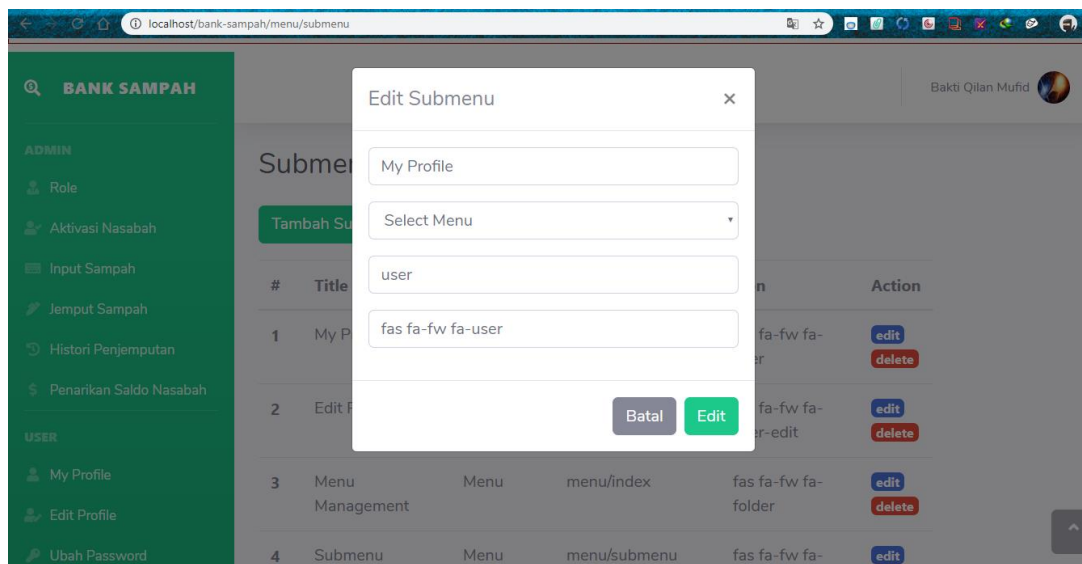 localhost/bank-sampah/menu/submenu
BANK SAMPAH
Bakti Qilan Mufid
ADMIN
Role
Aktivasi Nasabah
Input Sampah
Jemput Sampah
Histori Penjemputan
Penarikan Saldo Nasabah
USER
My Profile
Edit Profile
Ubah Password
Edit Submenu
×
My Profile
Select Menu
user
fas fa-fw fa-user
Batal
Edit
Tambah Su
# Title Action
1 My P fa-fw fa- edit
delete
2 Edit fa-fw fa- edit
er-edit delete
3 Menu Menu menu/index fas fa-fw fa- edit
Management folder delete
4 Submenu Menu menu/submenu fas fa-fw fa- edit